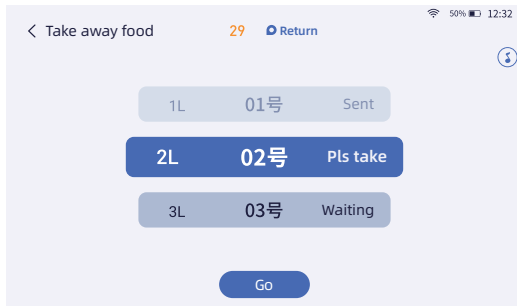 50% 12:32
Take away food 29 Return
1L 01号 Sent
2L 02号 Pls take
3L 03号 Waiting
Go